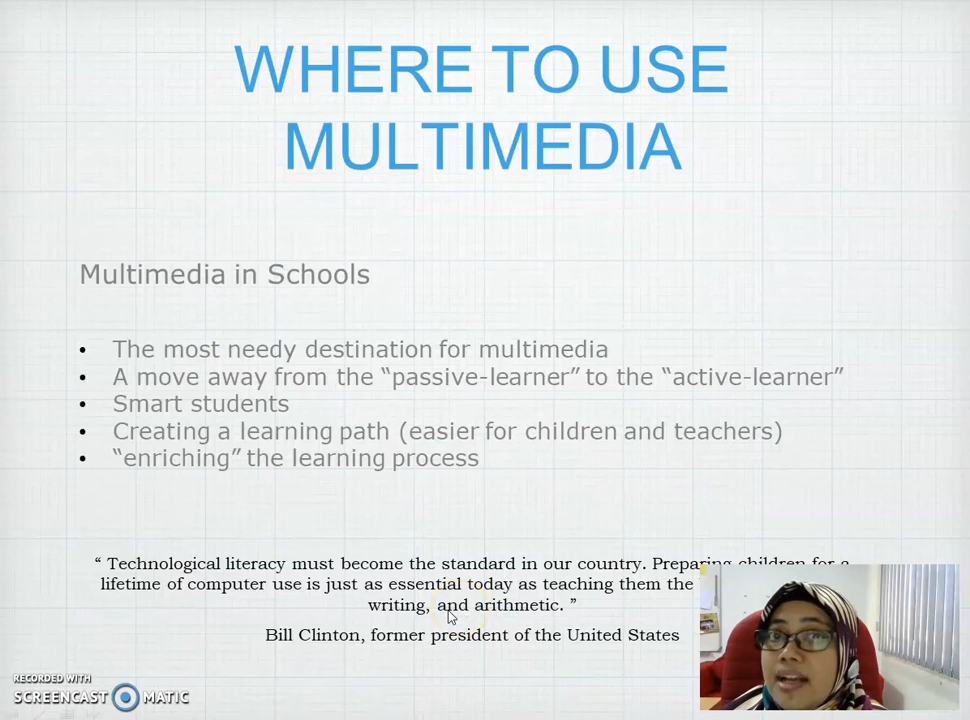 WHERE TO USE
MULTIMEDIA
Multimedia in Schools
• The most needy destination for multimedia
• A move away from the “passive-learner” to the “active-learner”
• Smart students
• Creating a learning path (easier for children and teachers)
• “enriching” the learning process
“ Technological literacy must become the standard in our country. Preparing children for a
lifetime of computer use is just as essential today as teaching them the
writing, and arithmetic. ”
Bill Clinton, former president of the United States
RECORDED WITH
SCREENCAST MATIC